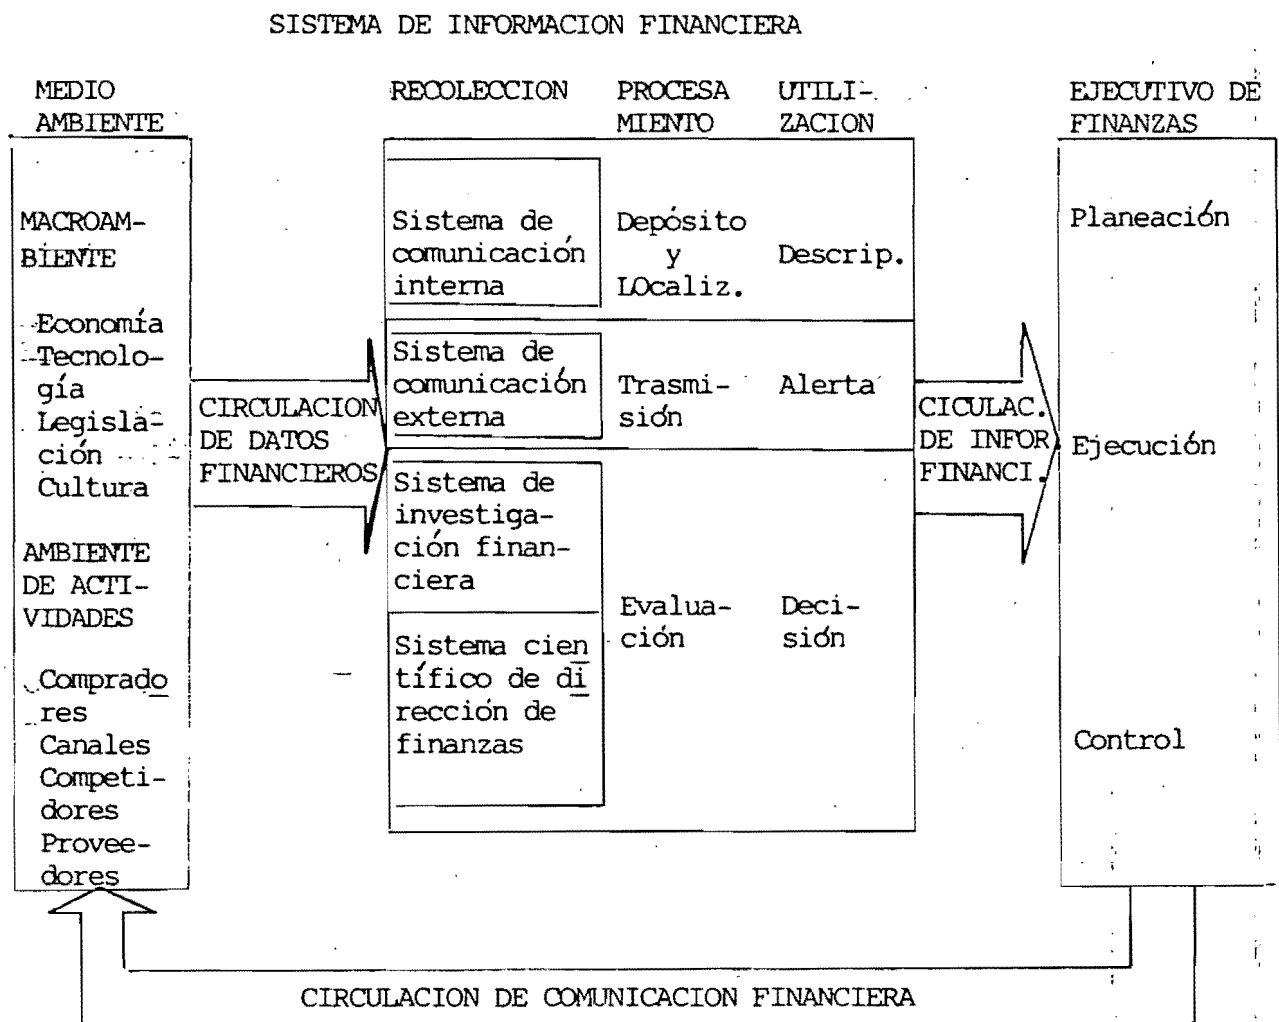 SISTEMA DE INFORMACION FINANCIERA
MEDIO
AMBIENTE
MACROAM-
BIENTE
Economía
Tecnolo-
gía
Legisla-
ción
Cultura
AMBIENTE
DE ACTI-
VIDADES
Comprado
res
Canales
Competi-
dores
Provee-
dores
CIRCULACION
DE DATOS
FINANCIEROS
RECOLECCION
Sistema de
comunicación
interna
Sistema de
comunicación
externa
Sistema de
investiga-
ción finan-
ciera
Sistema cien
tífico de di
rección de
finanzas
PROCESA
MIENTO
Depósito
y
LOcaliz.
Trasmi-
sión
Evalua-
ción
UTILI-
ZACION
Descrip.
Alerta
Deci-
sión
CICULAC.
DE INFOR
FINANCI.
EJECUTIVO DE
FINANZAS
Planeación
Ejecución
Control
CIRCULACION DE COMUNICACION FINANCIERA